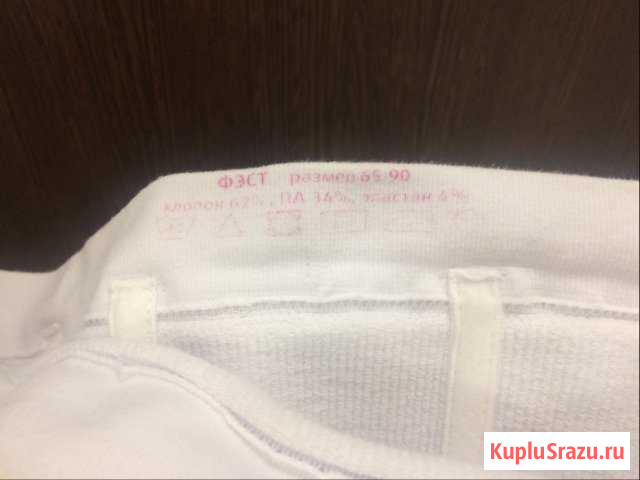 ФЭСТ размер 65-90
хлопок 62%, ПА 34%, эластан 4%
KupluSrazu.ru